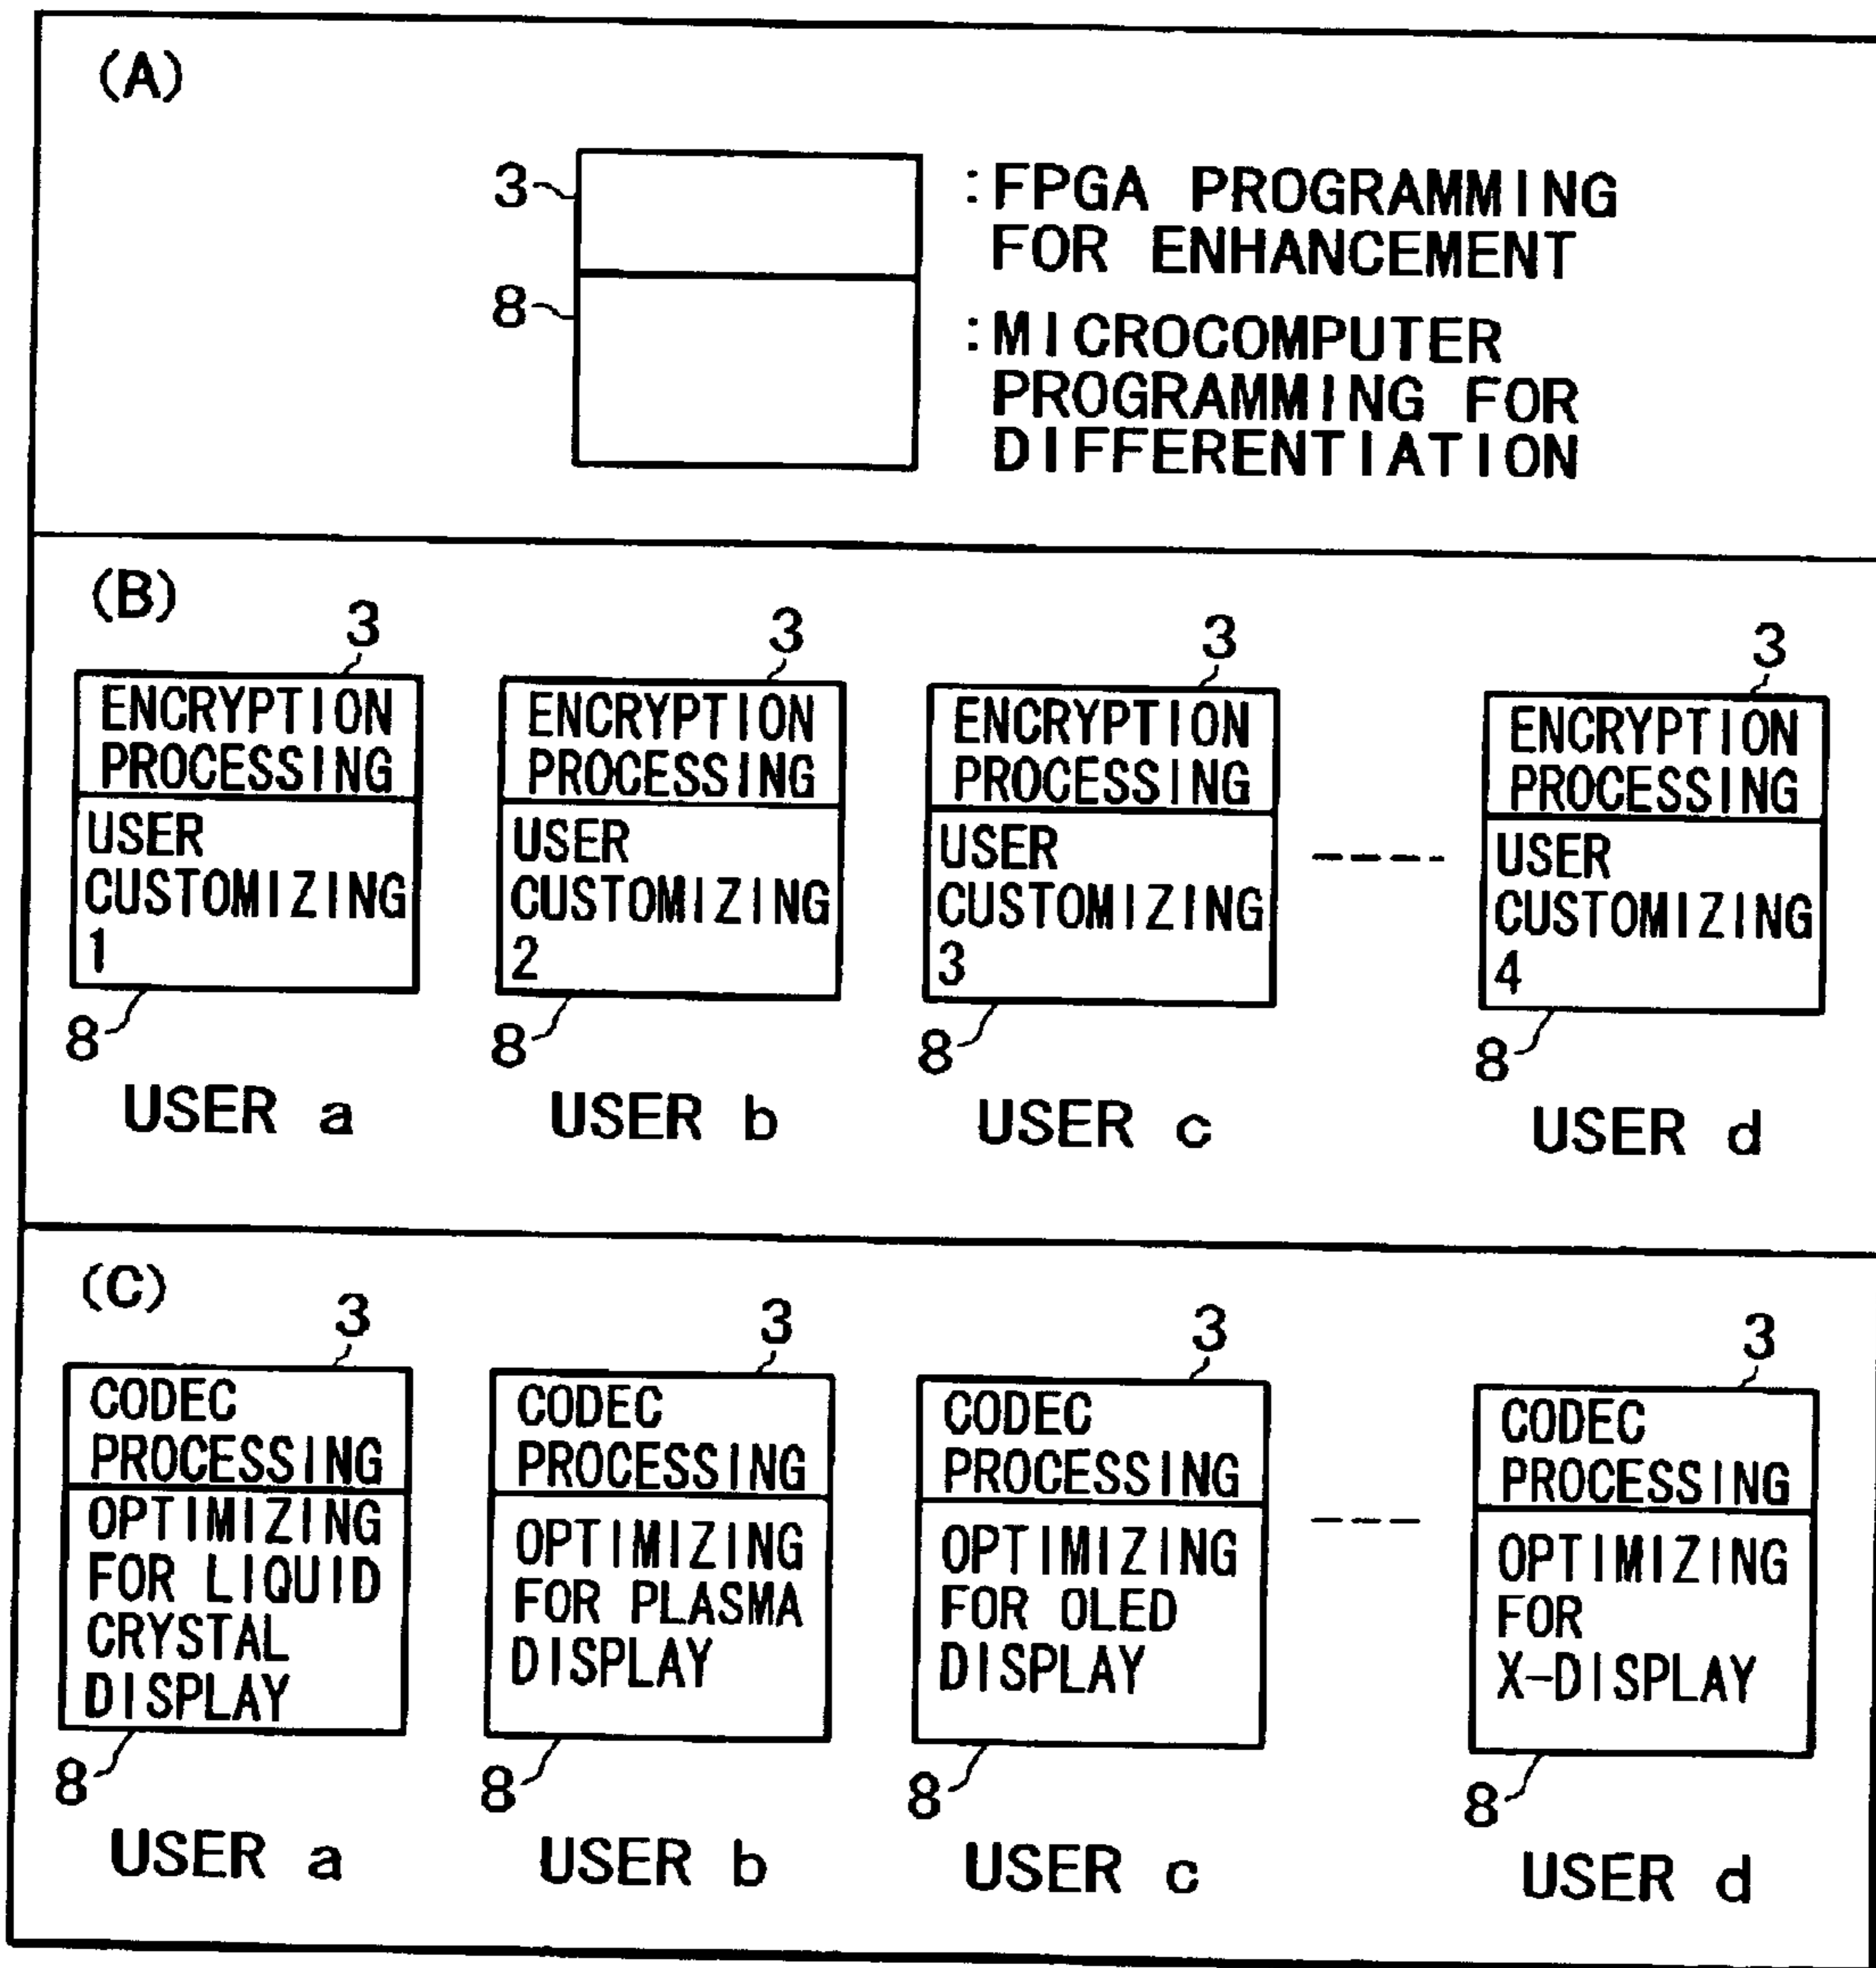 (A)
3
: FPGA PROGRAMMING
FOR ENHANCEMENT
8
: MICROCOMPUTER
PROGRAMMING FOR
DIFFERENTIATION
(B)
3
ENCRYPTION
PROCESSING
USER
CUSTOMIZING
1
8
USER a
3
ENCRYPTION
PROCESSING
USER
CUSTOMIZING
2
8
USER b
3
ENCRYPTION
PROCESSING
USER
CUSTOMIZING
3
8
USER c
3
ENCRYPTION
PROCESSING
USER
CUSTOMIZING
4
8
USER d
(C)
3
CODEC
PROCESSING
OPTIMIZING
FOR LIQUID
CRYSTAL
DISPLAY
8
USER a
3
CODEC
PROCESSING
OPTIMIZING
FOR PLASMA
DISPLAY
8
USER b
3
CODEC
PROCESSING
OPTIMIZING
FOR OLED
DISPLAY
8
USER c
3
CODEC
PROCESSING
OPTIMIZING
FOR
X-DISPLAY
8
USER d